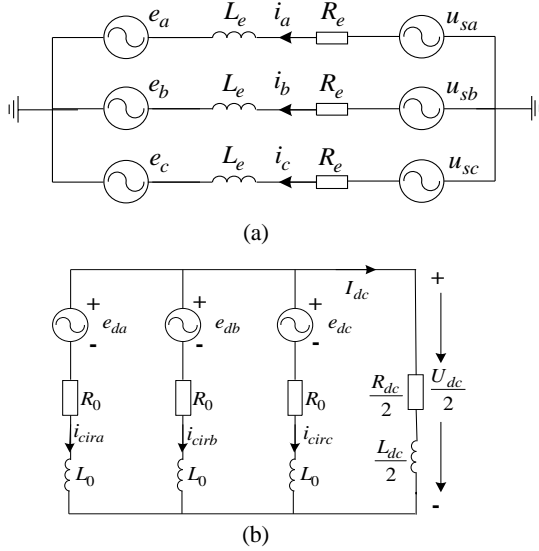 e_a L_e i_a R_e u_sa
e_b L_e i_b R_e u_sb
e_c L_e i_c R_e u_sc
(a)
I_dc
+ + + +
e_da e_db e_dc
- - -
R_0 R_0 R_0 R_dc/2 U_dc/2
i_cira i_cirb i_circ
L_0 L_0 L_0 L_dc/2
-
(b)